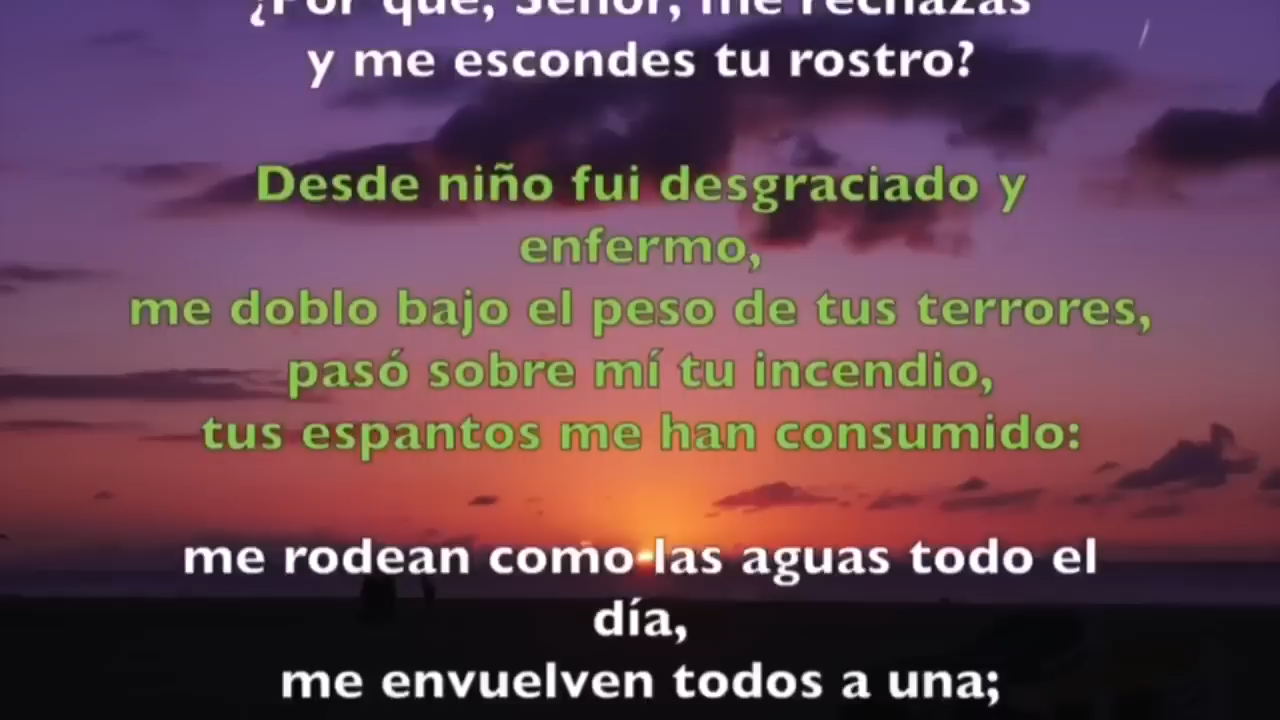 ¿Por qué, Señor, me rechazas
y me escondes tu rostro?
Desde niño fui desgraciado y
enfermo,
me doblo bajo el peso de tus terrores,
pasó sobre mí tu incendio,
tus espantos me han consumido:
me rodean como las aguas todo el
día,
me envuelven todos a una;